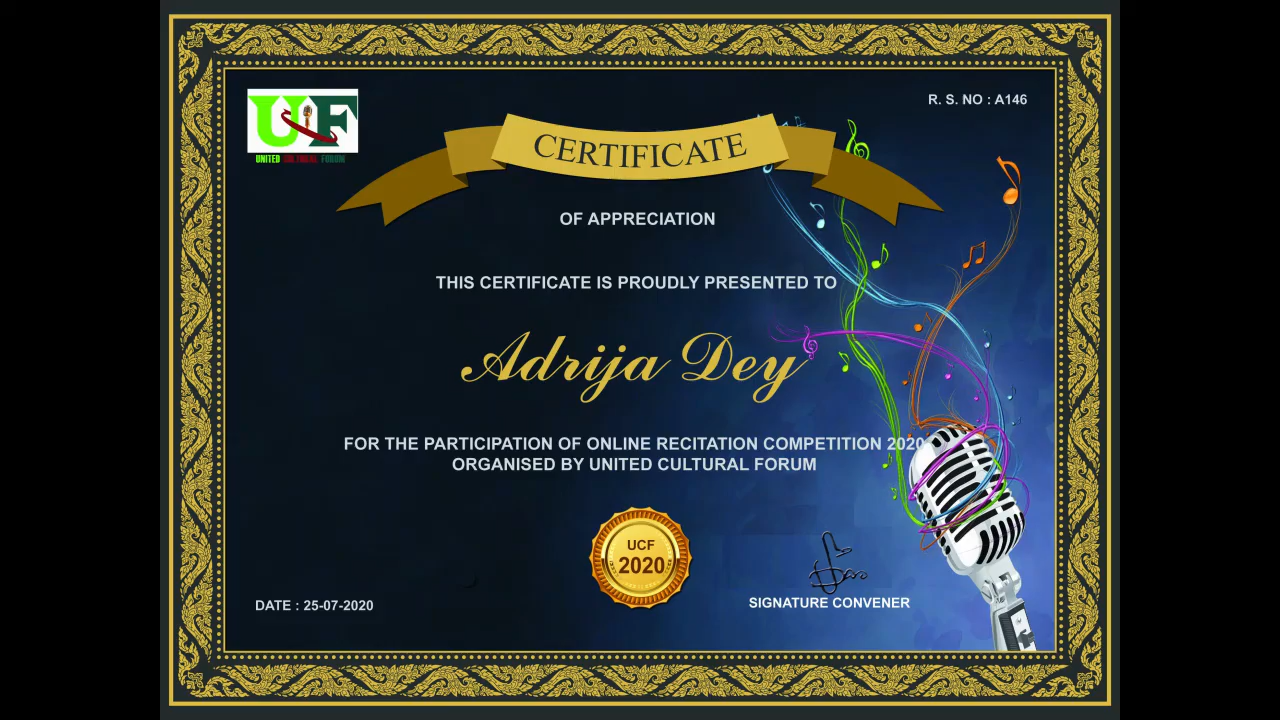 UCF
UNITED CULTURAL FORUM
R. S. NO : A146
CERTIFICATE
OF APPRECIATION
THIS CERTIFICATE IS PROUDLY PRESENTED TO
Adrija Dey
FOR THE PARTICIPATION OF ONLINE RECITATION COMPETITION 2020
ORGANISED BY UNITED CULTURAL FORUM
UCF
2020
DATE : 25-07-2020
SIGNATURE CONVENER